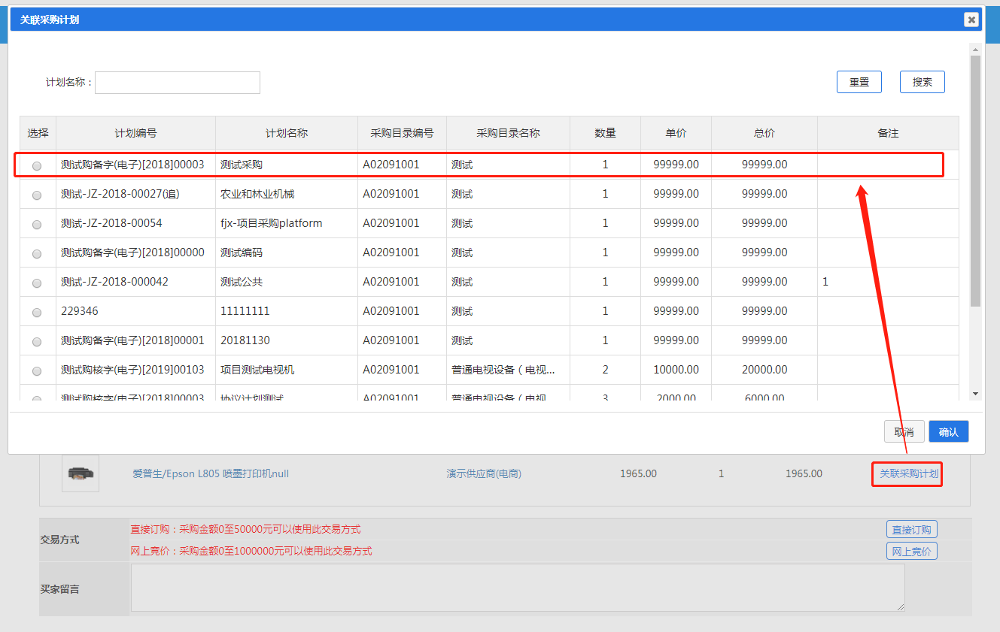 关联采购计划
计划名称：
重置 搜索
选择 计划编号 计划名称 采购目录编号 采购目录名称 数量 单价 总价 备注
测试购备字(电子)[2018]00003 测试采购 A02091001 测试 1 99999.00 99999.00
测试-JZ-2018-00027(追) 农业和林业机械 A02091001 测试 1 99999.00 99999.00
测试-JZ-2018-00054 fjx-项目采购platform A02091001 测试 1 99999.00 99999.00
测试购备字(电子)[2018]00000 测试编码 A02091001 测试 1 99999.00 99999.00
测试-JZ-2018-000042 测试公共 A02091001 测试 1 99999.00 99999.00 1
229346 11111111 A02091001 测试 1 99999.00 99999.00
测试购备字(电子)[2018]00001 20181130 A02091001 测试 1 99999.00 99999.00
测试购核字(电子)[2019]00103 项目测试电视机 A02091001 普通电视设备（电视... 2 10000.00 20000.00
测试购核字(电子)[2018]00003 协议计划测试 A02091001 普通电视设备（电视 3 2000.00 6000.00
取消 确认
爱普生/Epson L805 喷墨打印机null 演示供应商(电商) 1965.00 1 1965.00 关联采购计划
交易方式
直接订购：采购金额0至50000元可以使用此交易方式 直接订购
网上竞价：采购金额0至1000000元可以使用此交易方式 网上竞价
买家留言